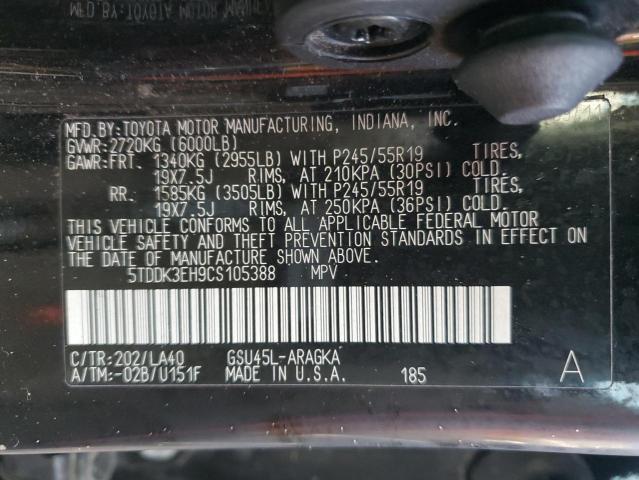 MFD.BY:TOYOTA MOTOR MANUFACTURING, INDIANA, INC.
GVWR:2720KG (6000LB)
GAWR:FRT. 1340KG (2955LB) WITH P245/55R19 TIRES,
19X7.5J RIMS, AT 210KPA (30PSI) COLD.
RR. 1585KG (3505LB) WITH P245/55R19 TIRES,
19X7.5J RIMS, AT 250KPA (36PSI) COLD.
THIS VEHICLE CONFORMS TO ALL APPLICABLE FEDERAL MOTOR
VEHICLE SAFETY AND THEFT PREVENTION STANDARDS IN EFFECT ON
THE DATE OF MANUFACTURE SHOWN ABOVE.
5TDDK3EH9CS105388 MPV
C/TR:202/LA40 GSU45L-ARAGKA
A/TM:-02B/U151F MADE IN U.S.A. 185 A